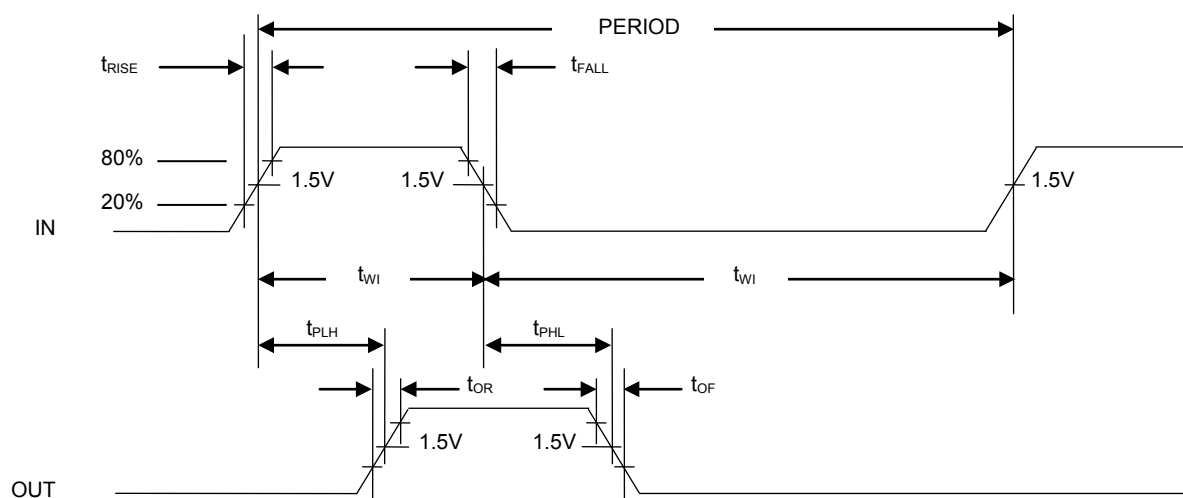 PERIOD
tRISE
tFALL
80%
1.5V
1.5V
1.5V
20%
IN
tWI
tWI
tPLH
tPHL
tOR
tOF
1.5V
1.5V
OUT